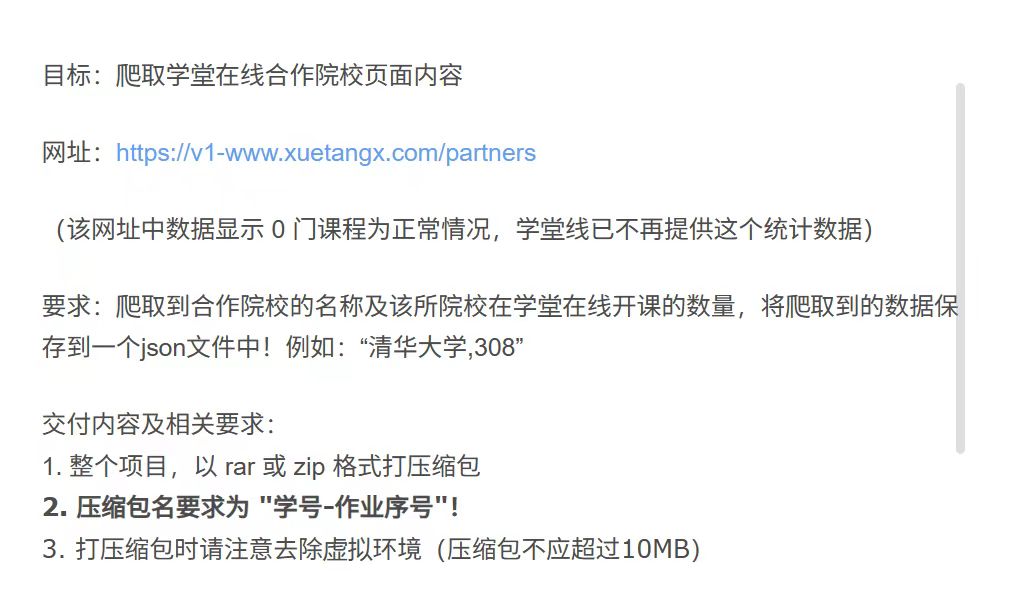 目标：爬取学堂在线合作院校页面内容
网址：https://v1-www.xuetangx.com/partners
（该网址中数据显示 0 门课程为正常情况，学堂线已不再提供这个统计数据）
要求：爬取到合作院校的名称及该所院校在学堂在线开课的数量，将爬取到的数据保
存到一个json文件中！例如：“清华大学,308”
交付内容及相关要求：
1. 整个项目，以 rar 或 zip 格式打压缩包
2. 压缩包名要求为 "学号-作业序号"！
3. 打压缩包时请注意去除虚拟环境（压缩包不应超过10MB）